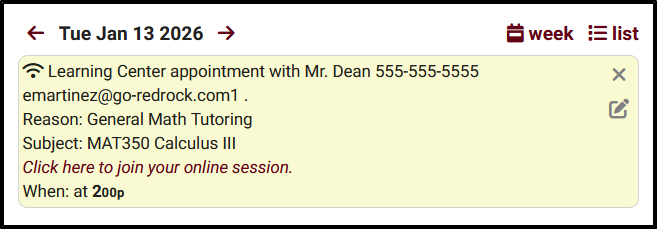 Tue Jan 13 2026
week
list
Learning Center appointment with Mr. Dean 555-555-5555
emartinez@go-redrock.com1 .
Reason: General Math Tutoring
Subject: MAT350 Calculus III
Click here to join your online session.
When: at 200p